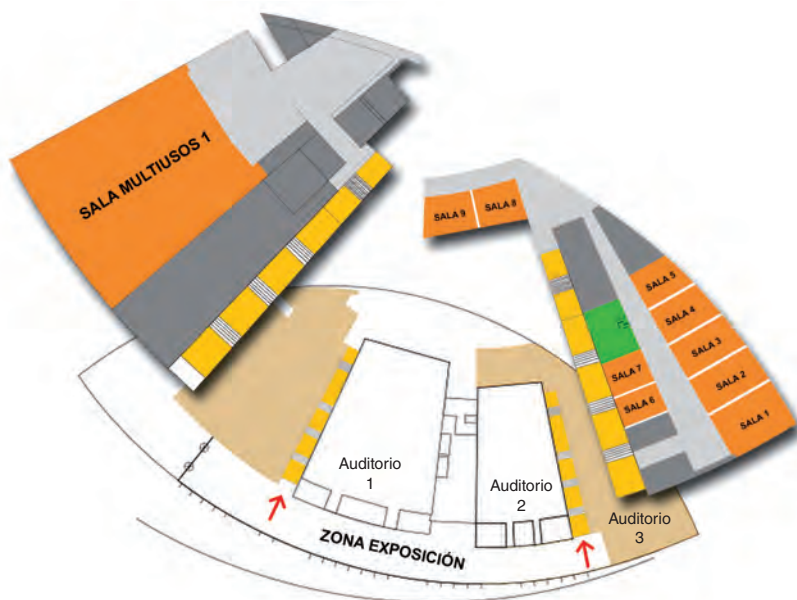 SALA MULTIUSOS 1
SALA 9
SALA 8
SALA 5
SALA 4
SALA 3
SALA 2
SALA 1
SALA 7
SALA 6
Auditorio
1
Auditorio
2
Auditorio
3
ZONA EXPOSICIÓN